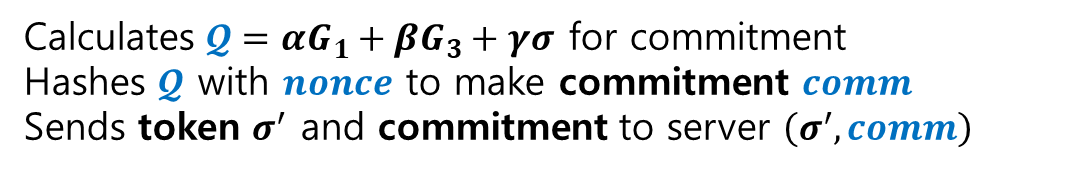 Calculates 𝒬 = αG₁ + βG₃ + γσ for commitment
Hashes 𝒬 with nonce to make commitment comm
Sends token σ′ and commitment to server (σ′, comm)